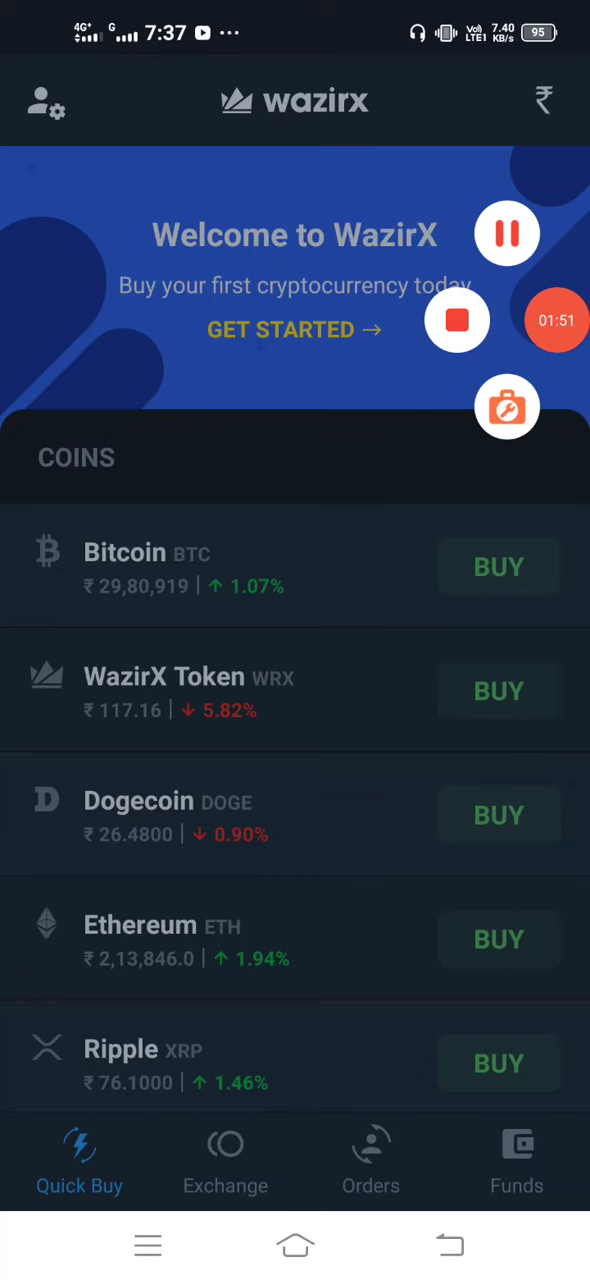 4G+ G 7:37 ... Vo) LTE1 7.40 KB/s 95
wazirx ₹
Welcome to WazirX
Buy your first cryptocurrency today
GET STARTED →
01:51
COINS
Bitcoin BTC
₹ 29,80,919 | ↑ 1.07%
BUY
WazirX Token WRX
₹ 117.16 | ↓ 5.82%
BUY
Dogecoin DOGE
₹ 26.4800 | ↓ 0.90%
BUY
Ethereum ETH
₹ 2,13,846.0 | ↑ 1.94%
BUY
Ripple XRP
₹ 76.1000 | ↑ 1.46%
BUY
Quick Buy Exchange Orders Funds